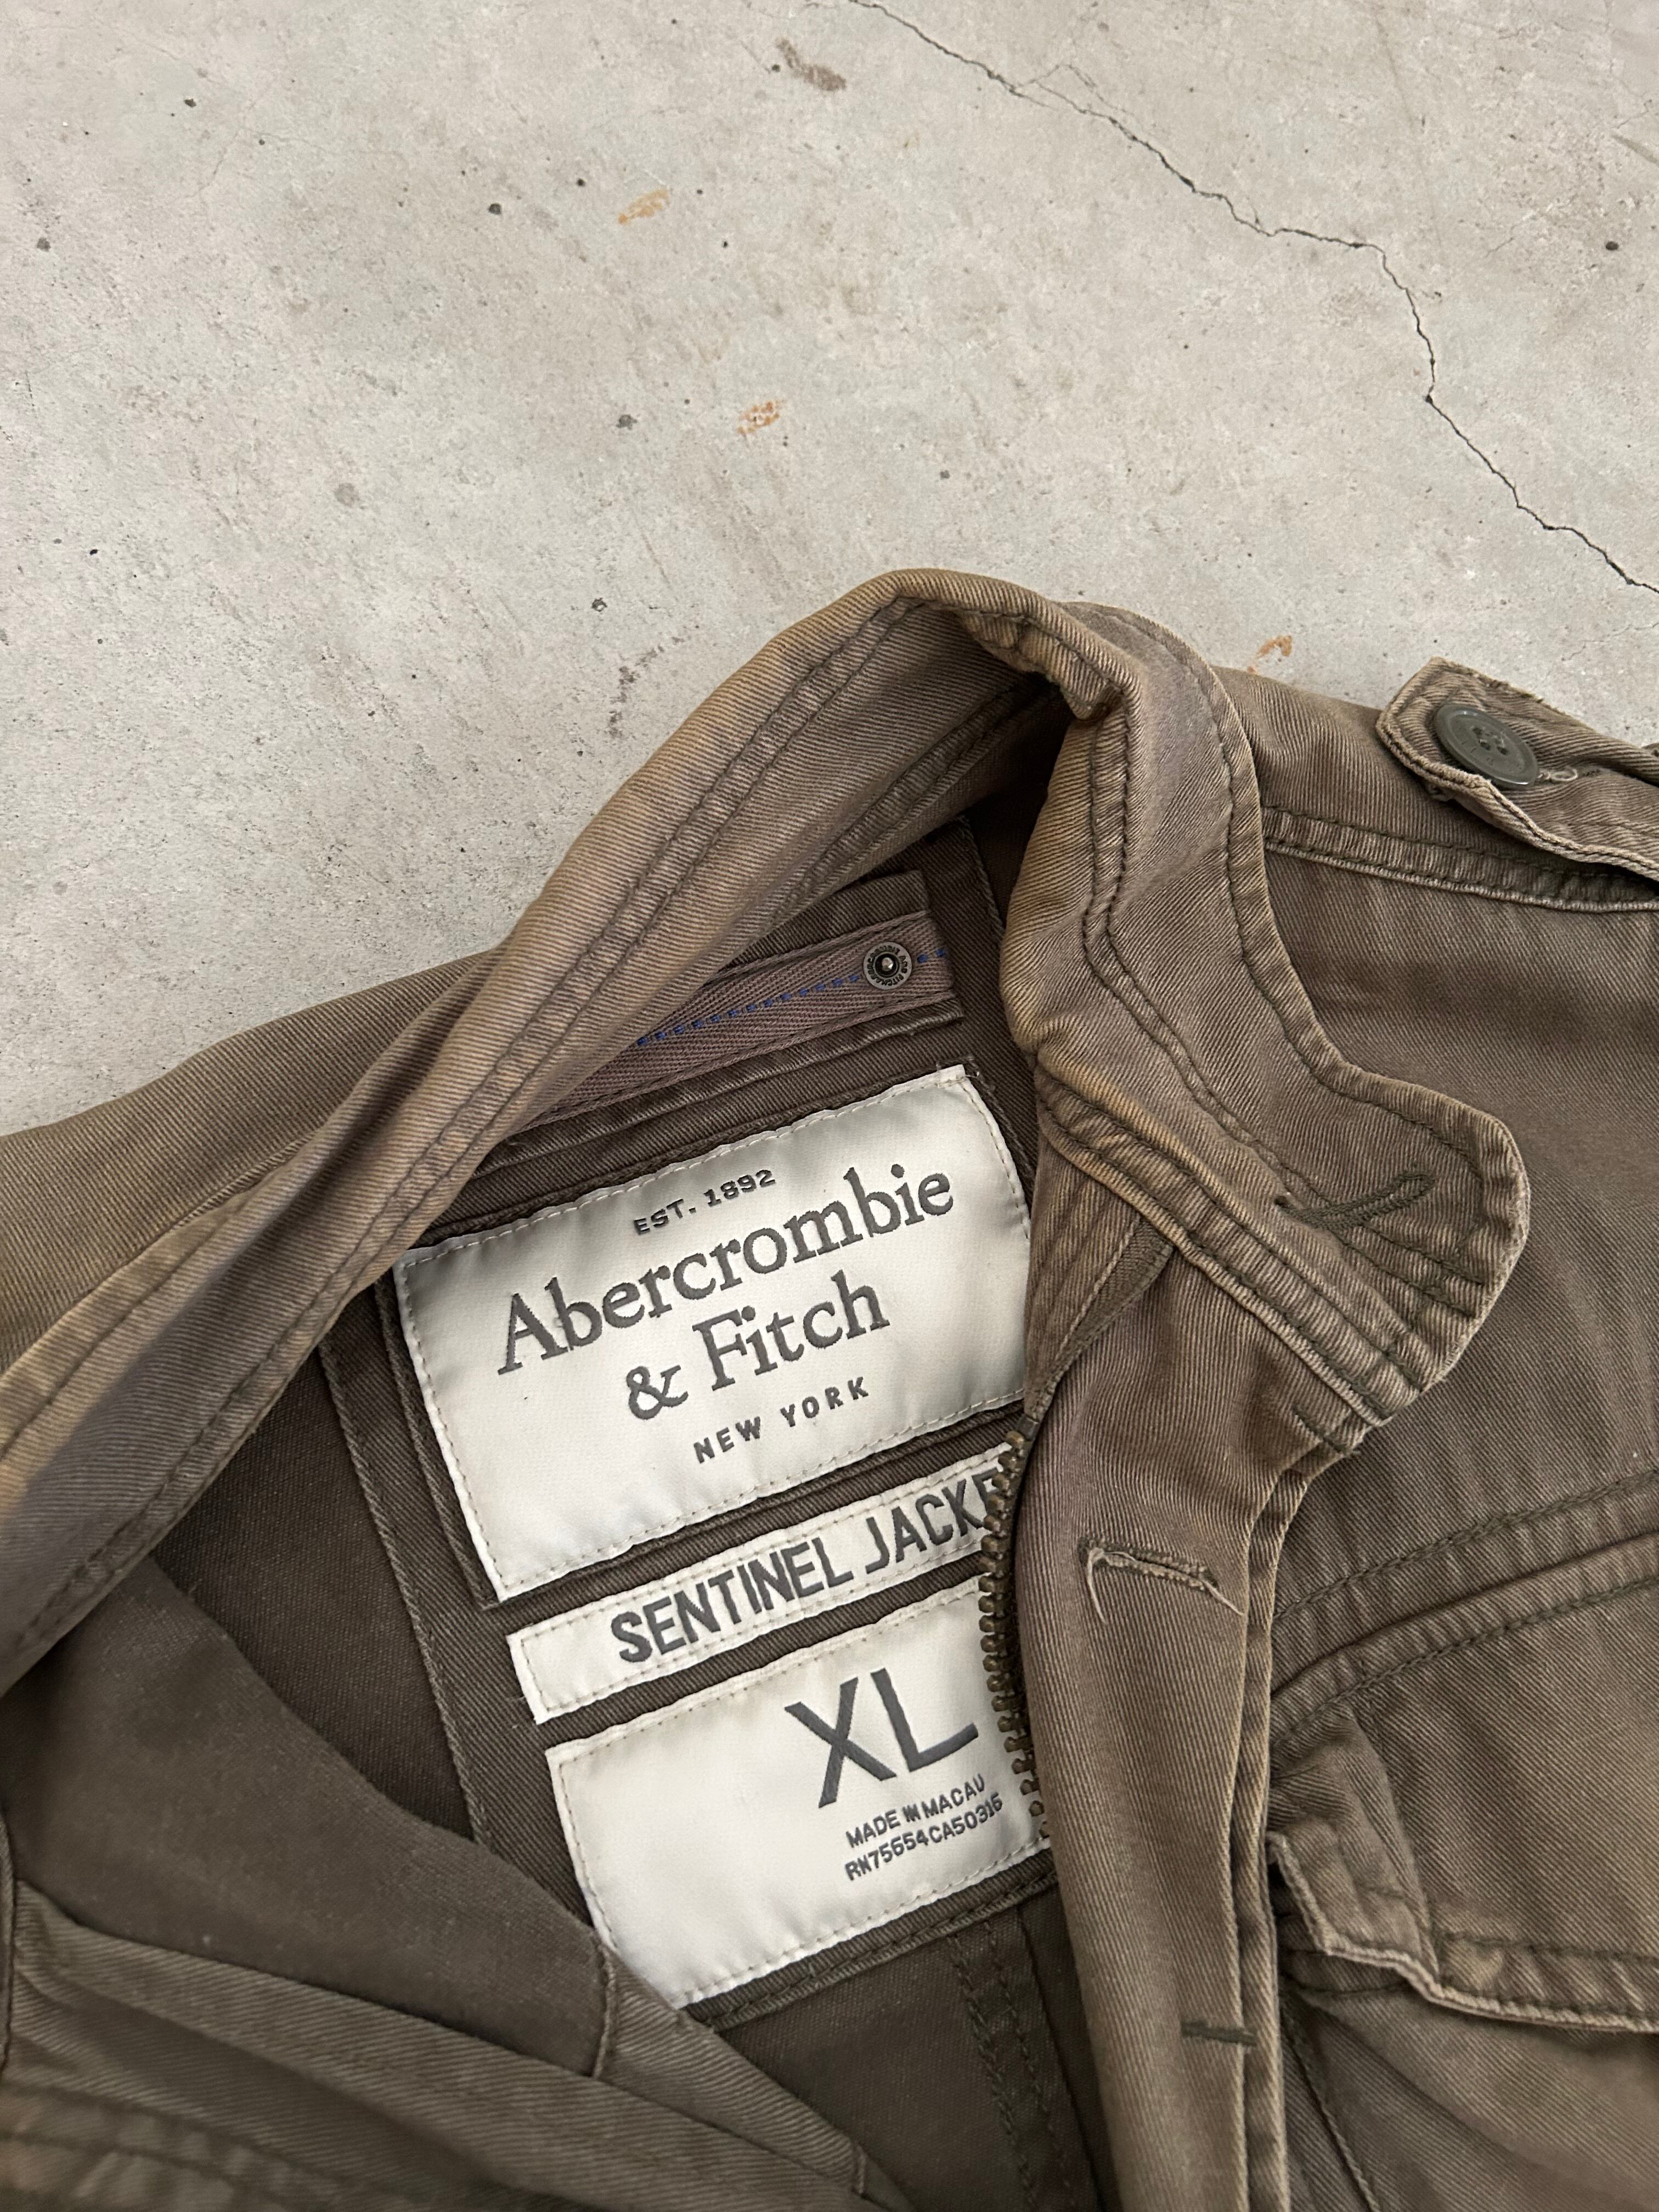 EST. 1892
Abercrombie
& Fitch
NEW YORK
SENTINEL JACKE
XL
MADE IN MACAU
RN75654CA50316